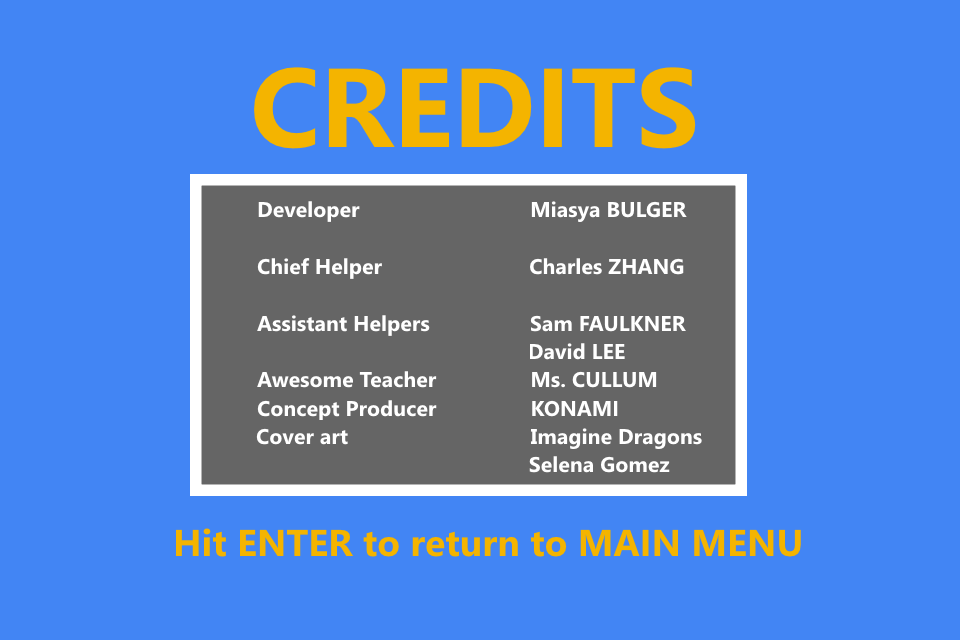 CREDITS
Developer Miasya BULGER
Chief Helper Charles ZHANG
Assistant Helpers Sam FAULKNER
David LEE
Awesome Teacher Ms. CULLUM
Concept Producer KONAMI
Cover art Imagine Dragons
Selena Gomez
Hit ENTER to return to MAIN MENU